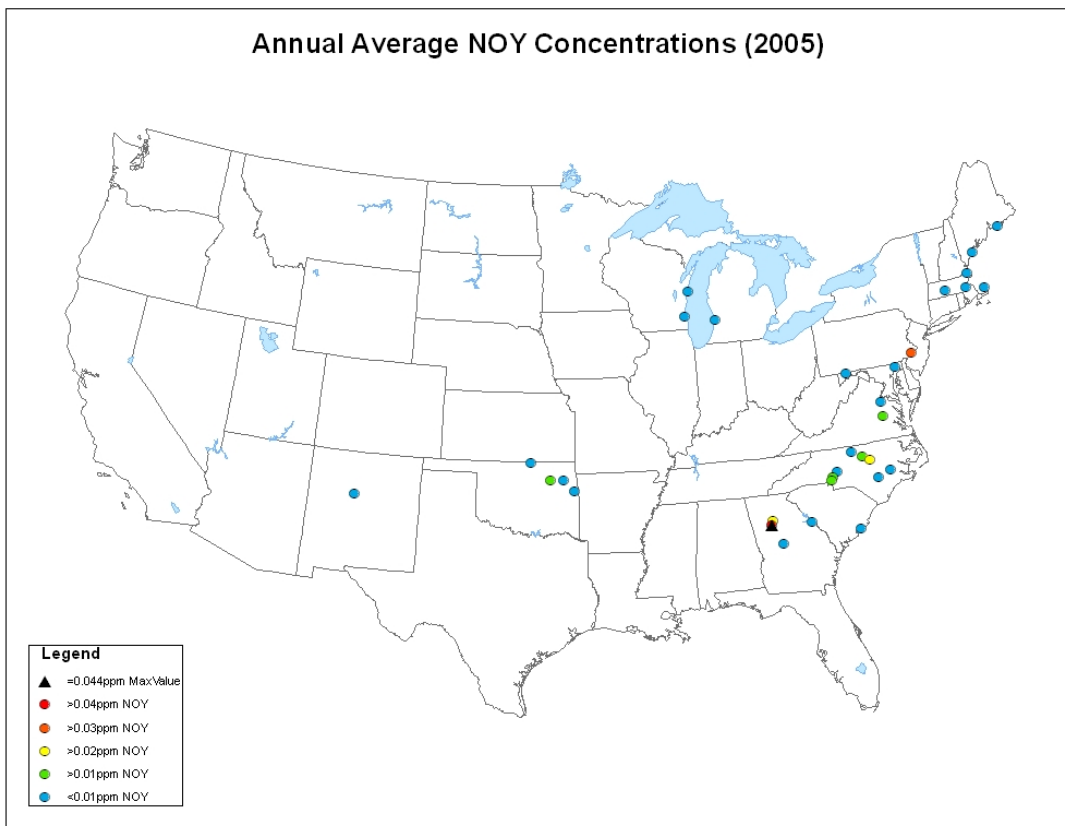 Annual Average NOY Concentrations (2005)
Legend
=0.044ppm MaxValue
>0.04ppm NOY
>0.03ppm NOY
>0.02ppm NOY
>0.01ppm NOY
<0.01ppm NOY